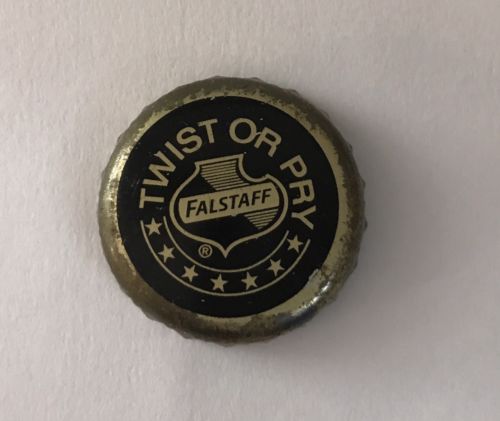 TWIST OR PRY
FALSTAFF
®